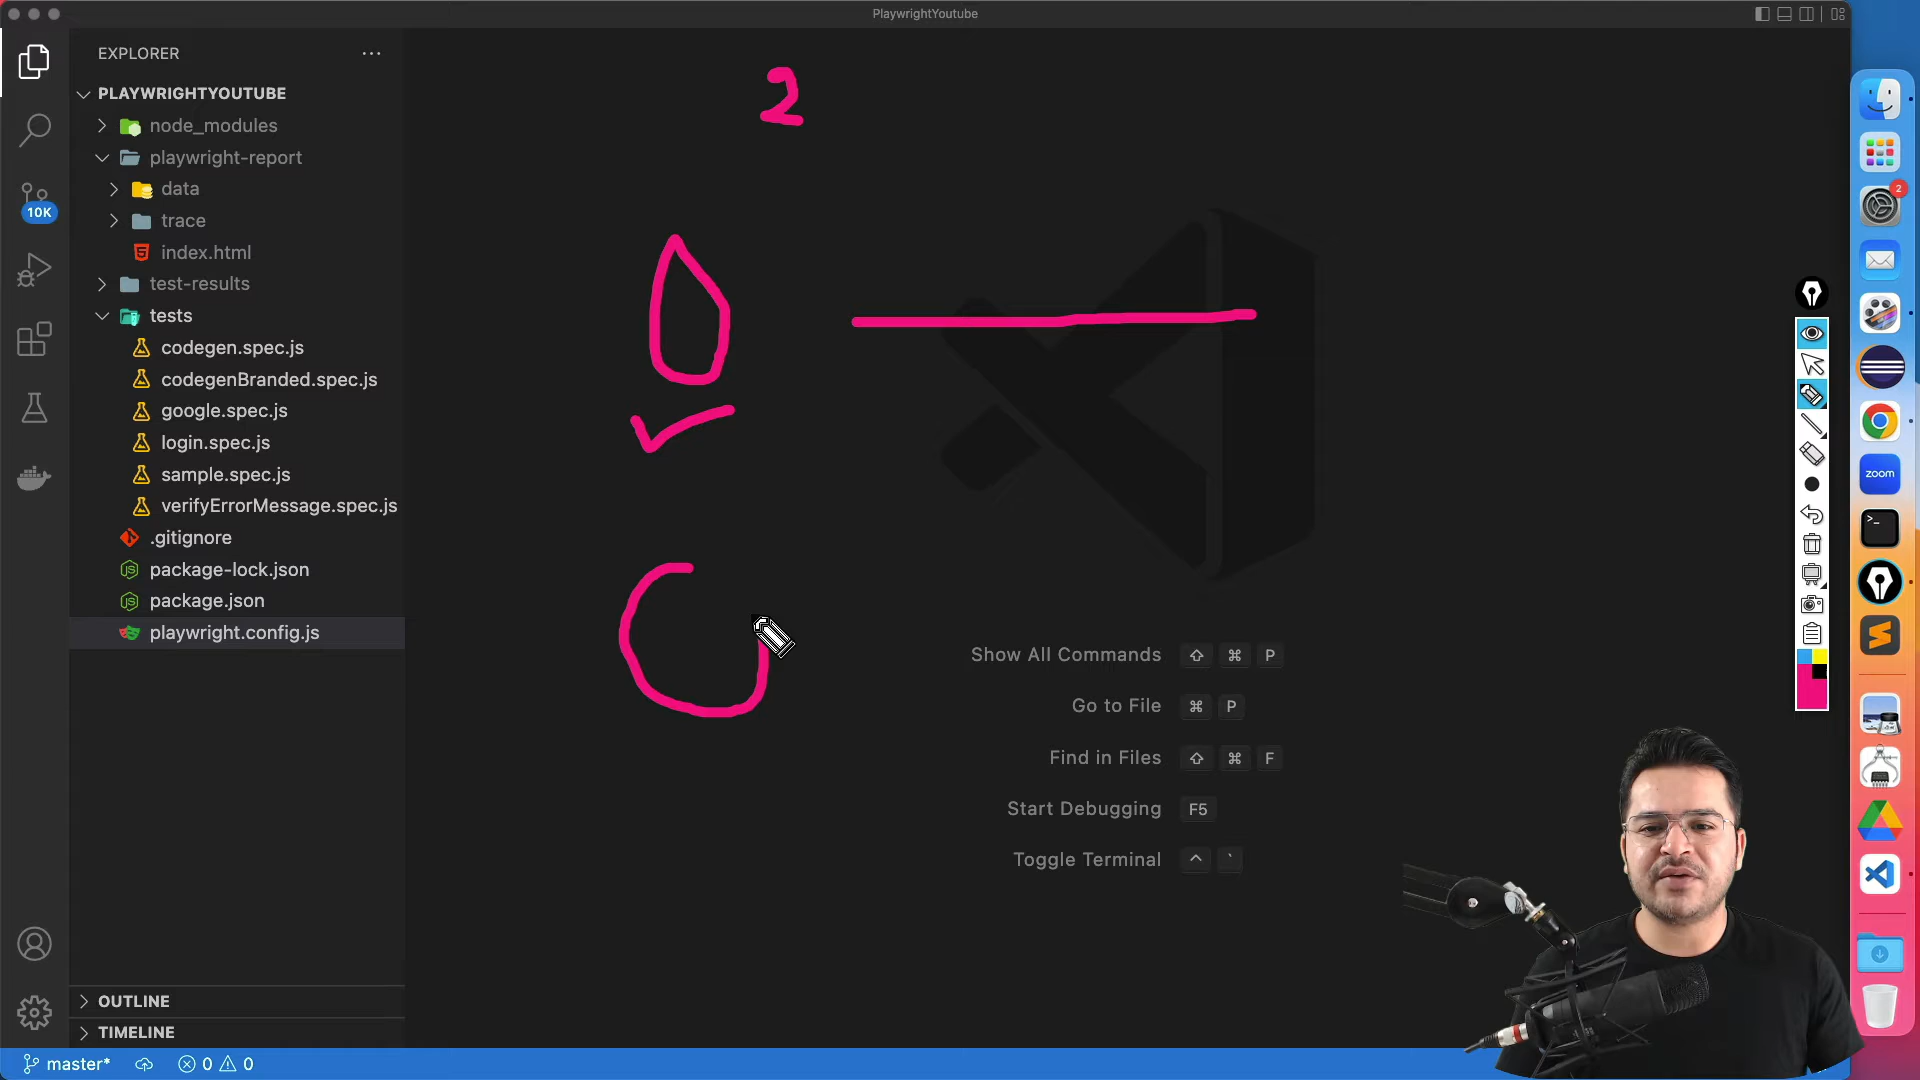 PlaywrightYoutube
EXPLORER
PLAYWRIGHTYOUTUBE
node_modules
playwright-report
data
trace
index.html
test-results
tests
codegen.spec.js
codegenBranded.spec.js
google.spec.js
login.spec.js
sample.spec.js
verifyErrorMessage.spec.js
.gitignore
package-lock.json
package.json
playwright.config.js
OUTLINE
TIMELINE
master*
0 0
10K
2
Show All Commands ⇧ ⌘ P
Go to File ⌘ P
Find in Files ⇧ ⌘ F
Start Debugging F5
Toggle Terminal ^ `
2
zoom